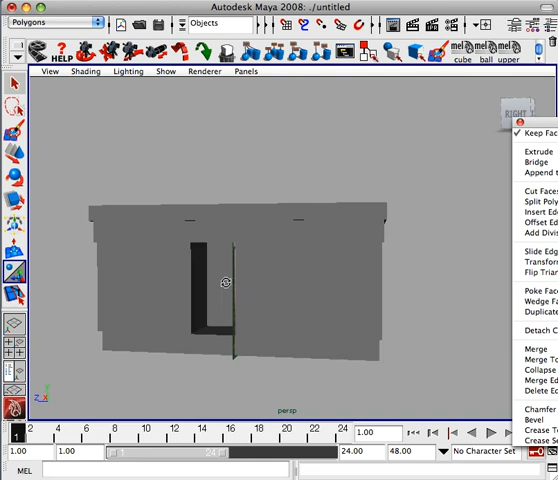 Autodesk Maya 2008: ./untitled
Polygons
Objects
HELP
mel
mel
mel
cube
ball
upper
View Shading Lighting Show Renderer Panels
RIGHT
Keep Fac
Extrude
Bridge
Append t
Cut Faces
Split Poly
Insert Ed
Offset Ed
Add Divis
Slide Edg
Transform
Flip Trian
Poke Face
Wedge Fa
Duplicate
Detach C
Merge
Merge To
Collapse
Merge Ed
Delete Ed
Chamfer
Bevel
Crease To
Crease Se
y
z x
persp
1 2 4 6 8 10 12 14 16 18 20 22 24
1.00
1.00 1.00 24 24.00 48.00 No Character Set
MEL